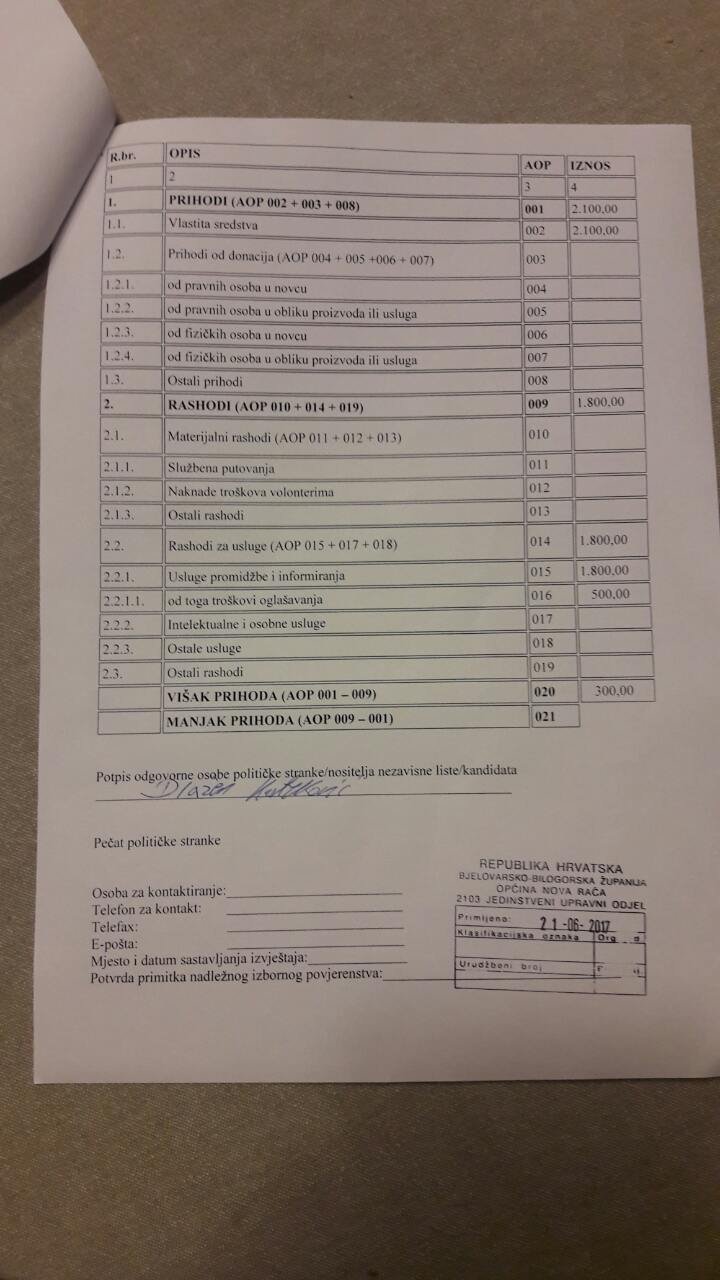 R.br. OPIS AOP IZNOS
1 2 3 4
1. PRIHODI (AOP 002 + 003 + 008) 001 2.100,00
1.1. Vlastita sredstva 002 2.100,00
1.2. Prihodi od donacija (AOP 004 + 005 +006 + 007) 003
1.2.1. od pravnih osoba u novcu 004
1.2.2. od pravnih osoba u obliku proizvoda ili usluga 005
1.2.3. od fizičkih osoba u novcu 006
1.2.4. od fizičkih osoba u obliku proizvoda ili usluga 007
1.3. Ostali prihodi 008
2. RASHODI (AOP 010 + 014 + 019) 009 1.800,00
2.1. Materijalni rashodi (AOP 011 + 012 + 013) 010
2.1.1. Službena putovanja 011
2.1.2. Naknade troškova volonterima 012
2.1.3. Ostali rashodi 013
2.2. Rashodi za usluge (AOP 015 + 017 + 018) 014 1.800,00
2.2.1. Usluge promidžbe i informiranja 015 1.800,00
2.2.1.1. od toga troškovi oglašavanja 016 500,00
2.2.2. Intelektualne i osobne usluge 017
2.2.3. Ostale usluge 018
2.3. Ostali rashodi 019
VIŠAK PRIHODA (AOP 001 – 009) 020 300,00
MANJAK PRIHODA (AOP 009 – 001) 021
Potpis odgovorne osobe političke stranke/nositelja nezavisne liste/kandidata
Pečat političke stranke
Osoba za kontaktiranje:
Telefon za kontakt:
Telefax:
E-pošta:
Mjesto i datum sastavljanja izvještaja:
Potvrda primitka nadležnog izbornog povjerenstva:
REPUBLIKA HRVATSKA
BJELOVARSKO-BILOGORSKA ŽUPANIJA
OPĆINA NOVA RAČA
2103 JEDINSTVENI UPRAVNI ODJEL
Primljeno: 21-06-2017
Klasifikacijska oznaka Org.
Urudžbeni broj